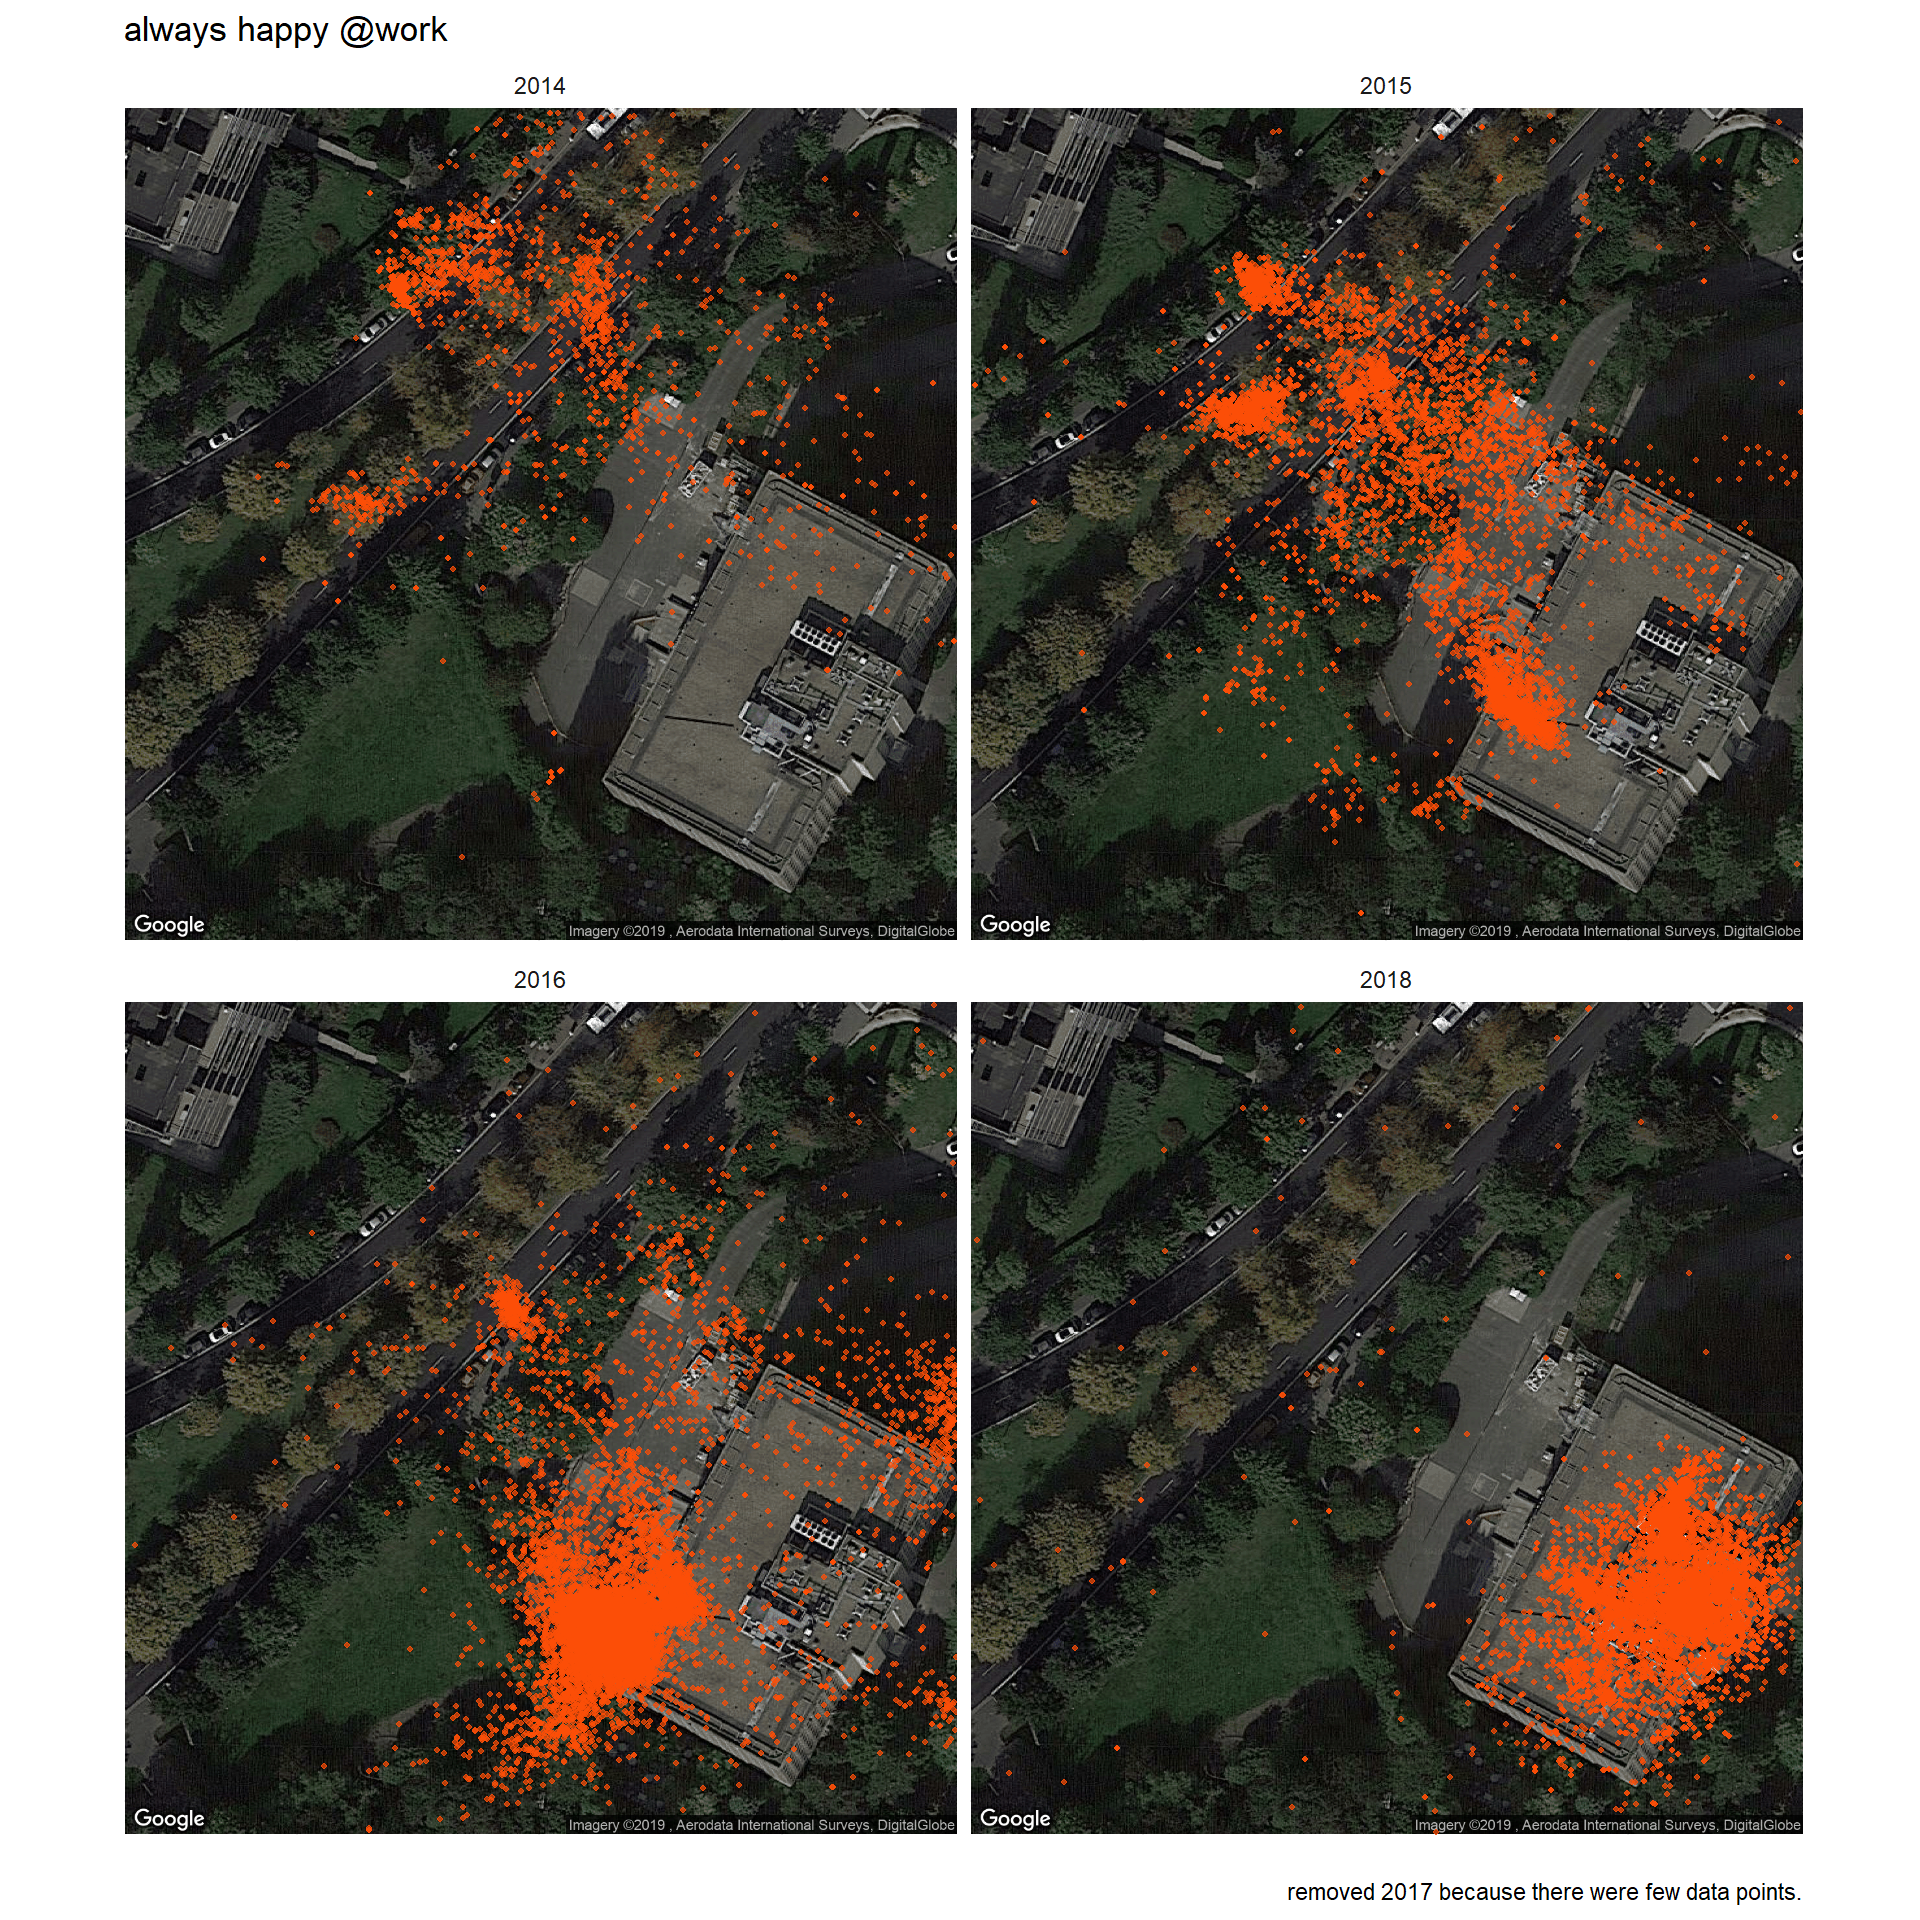 always happy @work
2014
2015
Google
Imagery ©2019 , Aerodata International Surveys, DigitalGlobe
Google
Imagery ©2019 , Aerodata International Surveys, DigitalGlobe
2016
2018
Google
Imagery ©2019 , Aerodata International Surveys, DigitalGlobe
Google
Imagery ©2019 , Aerodata International Surveys, DigitalGlobe
removed 2017 because there were few data points.